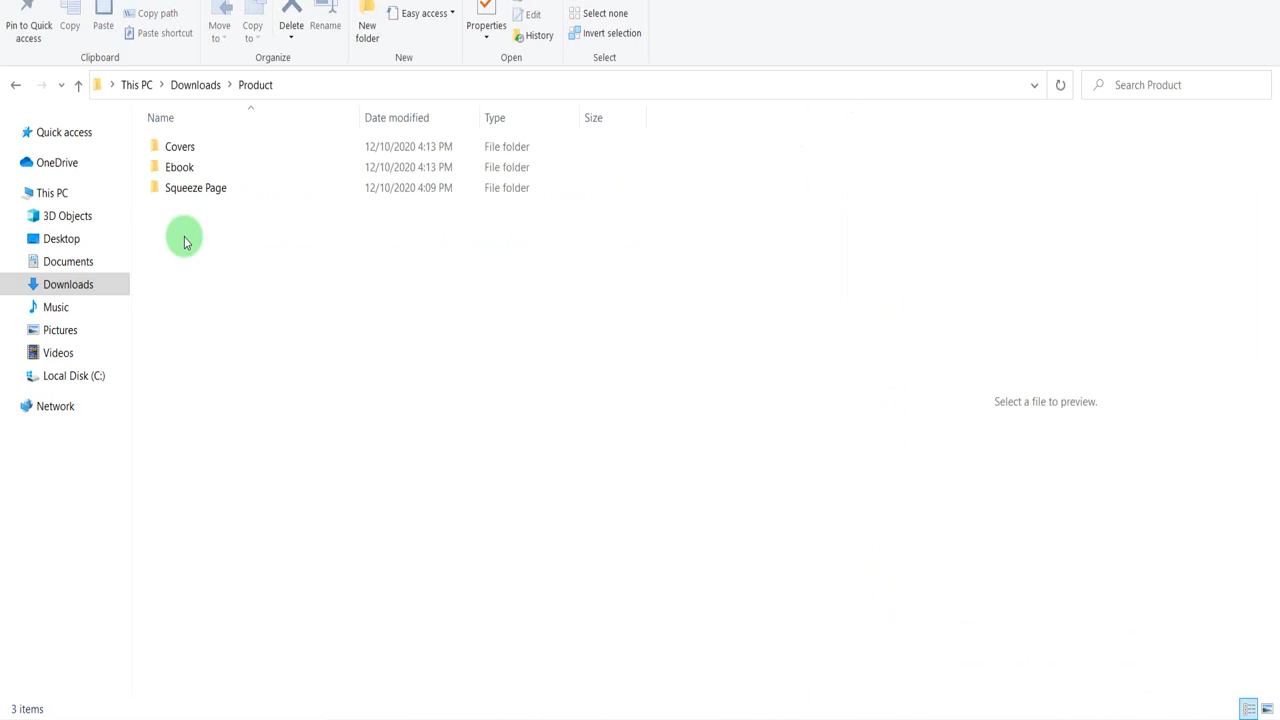 Pin to Quick access
Copy
Paste
Copy path
Paste shortcut
Clipboard
Move to
Copy to
Delete
Rename
Organize
New folder
Easy access
New
Properties
Edit
History
Open
Select none
Invert selection
Select
This PC
Downloads
Product
Search Product
Name
Date modified
Type
Size
Covers 12/10/2020 4:13 PM File folder
Ebook 12/10/2020 4:13 PM File folder
Squeeze Page 12/10/2020 4:09 PM File folder
Quick access
OneDrive
This PC
3D Objects
Desktop
Documents
Downloads
Music
Pictures
Videos
Local Disk (C:)
Network
Select a file to preview.
3 items